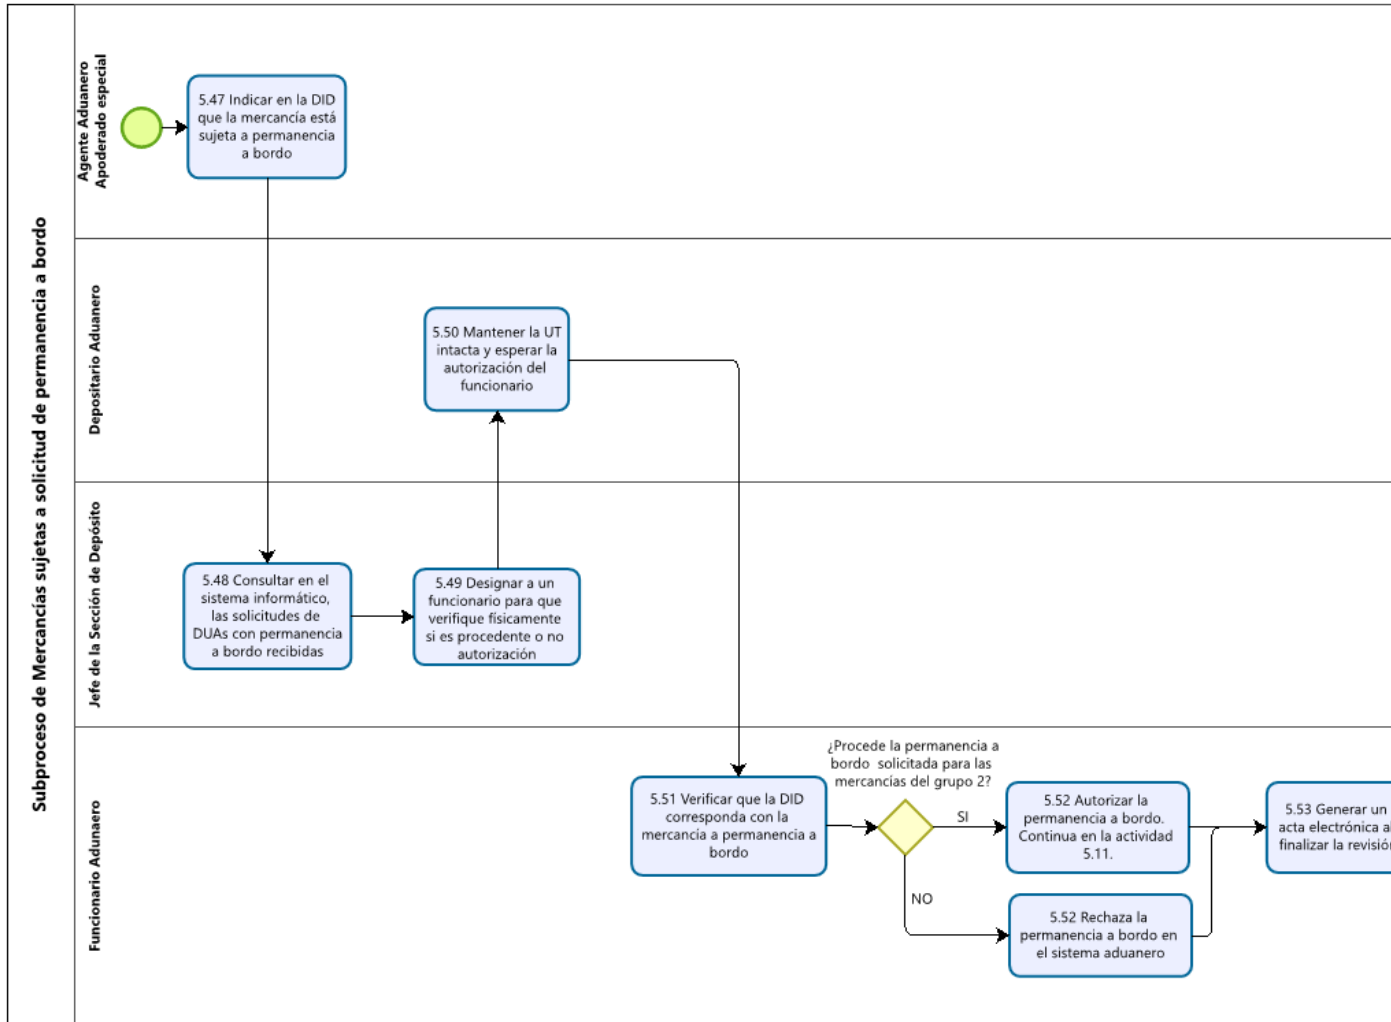 Subproceso de Mercancías sujetas a solicitud de permanencia a bordo
Agente Aduanero
Apoderado especial
5.47 Indicar en la DID
que la mercancía está
sujeta a permanencia
a bordo
Depositario Aduanero
5.50 Mantener la UT
intacta y esperar la
autorización del
funcionario
Jefe de la Sección de Depósito
5.48 Consultar en el
sistema informático,
las solicitudes de
DUAs con permanencia
a bordo recibidas
5.49 Designar a un
funcionario para que
verifique físicamente
si es procedente o no
autorización
Funcionario Adunaero
5.51 Verificar que la DID
corresponda con la
mercancía a permanencia a
bordo
¿Procede la permanencia a
bordo solicitada para las
mercancías del grupo 2?
SI
5.52 Autorizar la
permanencia a bordo.
Continua en la actividad
5.11.
NO
5.52 Rechaza la
permanencia a bordo en
el sistema aduanero
5.53 Generar un
acta electrónica al
finalizar la revisión